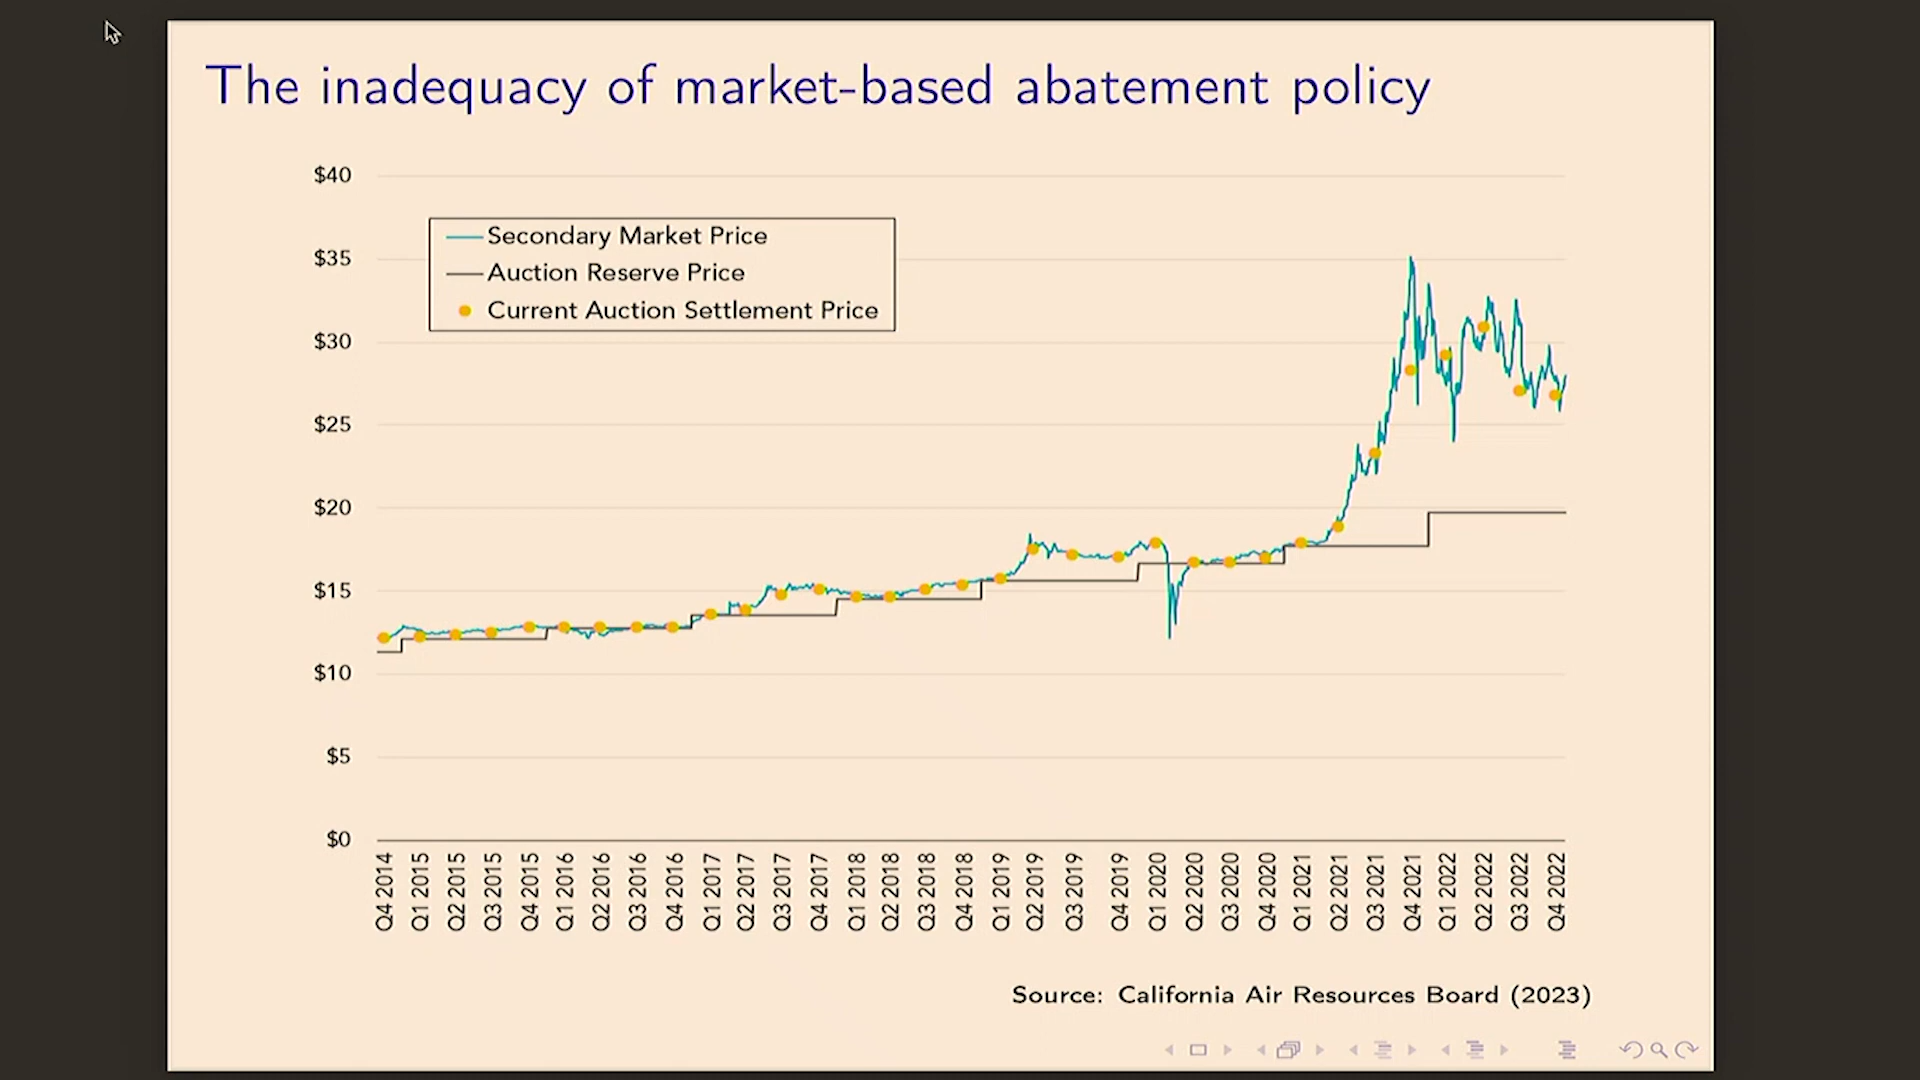 The inadequacy of market-based abatement policy
$40
$35
$30
$25
$20
$15
$10
$5
$0
Secondary Market Price
Auction Reserve Price
Current Auction Settlement Price
Q4 2014
Q1 2015
Q2 2015
Q3 2015
Q4 2015
Q1 2016
Q2 2016
Q3 2016
Q4 2016
Q1 2017
Q2 2017
Q3 2017
Q4 2017
Q1 2018
Q2 2018
Q3 2018
Q4 2018
Q1 2019
Q2 2019
Q3 2019
Q4 2019
Q1 2020
Q2 2020
Q3 2020
Q4 2020
Q1 2021
Q2 2021
Q3 2021
Q4 2021
Q1 2022
Q2 2022
Q3 2022
Q4 2022
Source: California Air Resources Board (2023)